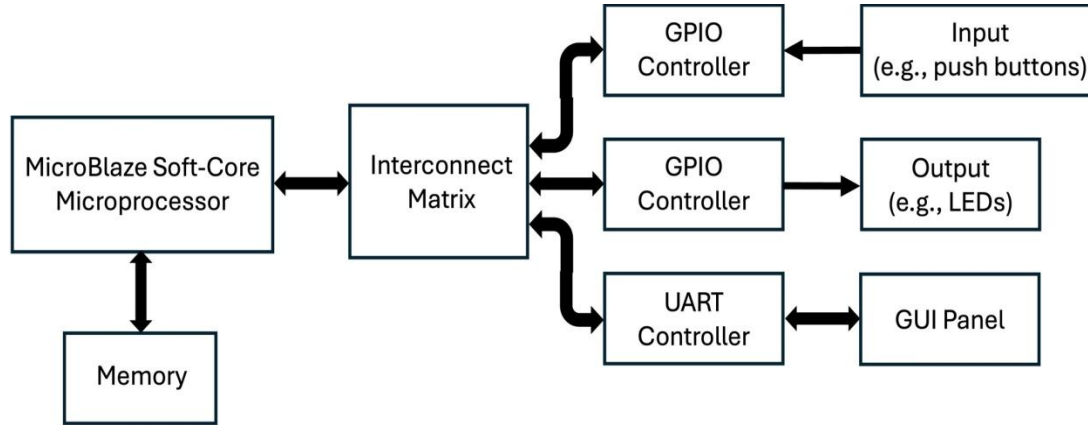 MicroBlaze Soft-Core
Microprocessor
Memory
Interconnect
Matrix
GPIO
Controller
Input
(e.g., push buttons)
GPIO
Controller
Output
(e.g., LEDs)
UART
Controller
GUI Panel